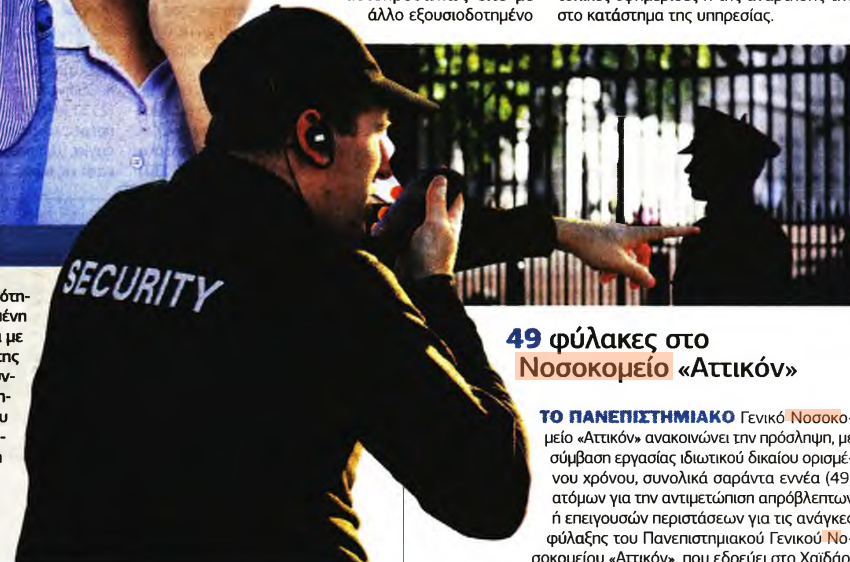 άλλο εξουσιοδοτημένο
στο κατάστημα της υπηρεσίας.
SECURITY
49 φύλακες στο
Νοσοκομείο «Αττικόν»
ΤΟ ΠΑΝΕΠΙΣΤΗΜΙΑΚΟ Γενικό Νοσοκο-
μείο «Αττικόν» ανακοινώνει την πρόσληψη, με
σύμβαση εργασίας ιδιωτικού δικαίου ορισμέ-
νου χρόνου, συνολικά σαράντα εννέα (49)
ατόμων για την αντιμετώπιση απρόβλεπτων
ή επειγουσών περιστάσεων για τις ανάγκες
φύλαξης του Πανεπιστημιακού Γενικού Νο-
σοκομείου «Αττικόν», που εδρεύει στο Χαϊδάρι